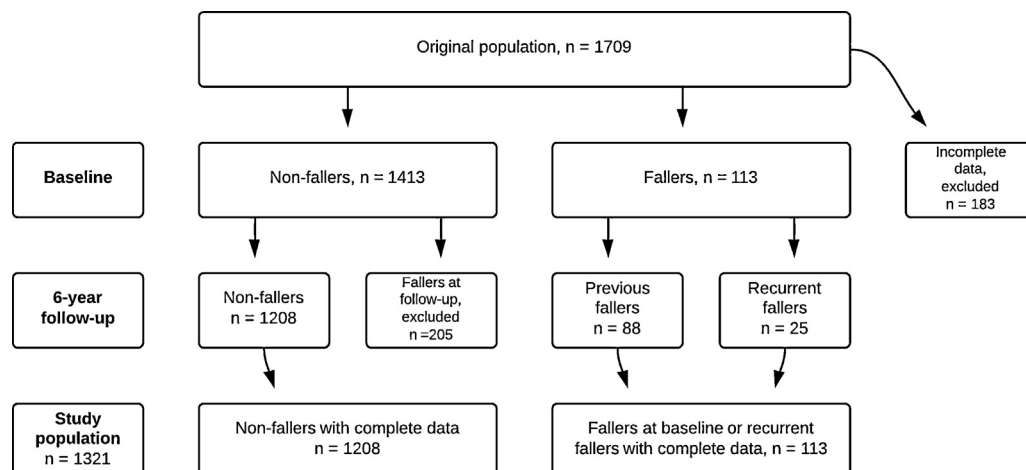 Original population, n = 1709
Baseline
Non-fallers, n = 1413
Fallers, n = 113
Incomplete
data,
excluded
n = 183
6-year
follow-up
Non-fallers
n = 1208
Fallers at
follow-up,
excluded
n =205
Previous
fallers
n = 88
Recurrent
fallers
n = 25
Study
population
n = 1321
Non-fallers with complete data
n = 1208
Fallers at baseline or recurrent
fallers with complete data, n = 113